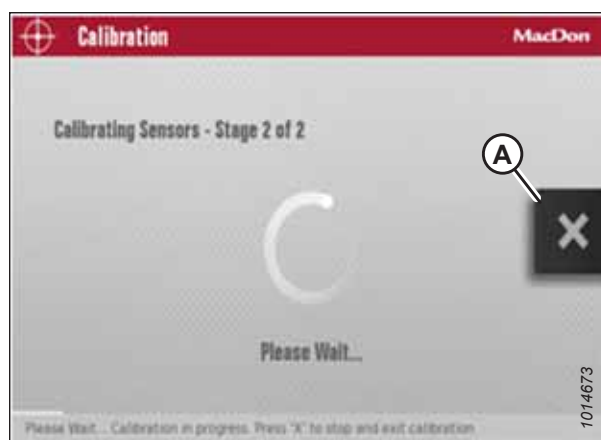 Calibration
MacDon
Calibrating Sensors - Stage 2 of 2
A
X
Please Wait...
Please Wait... Calibration in progress. Press "X" to stop and exit calibration
1014673